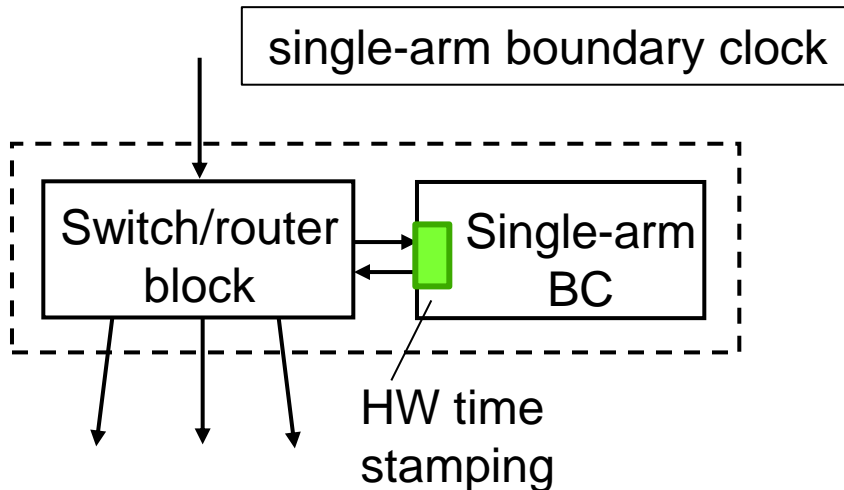 single-arm boundary clock
Switch/router
block
Single-arm
BC
HW time
stamping